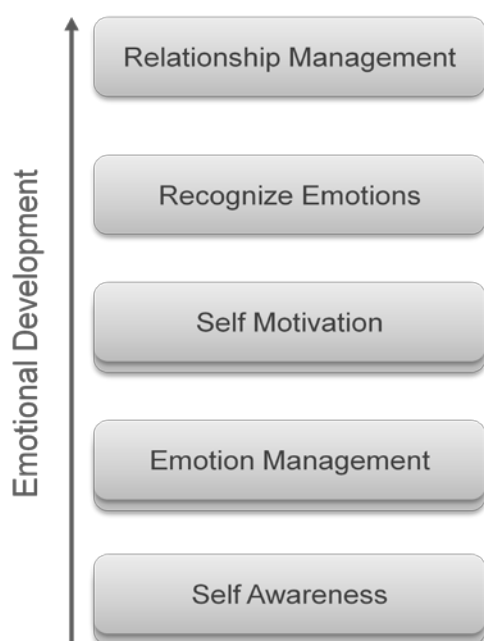 Relationship Management
Recognize Emotions
Self Motivation
Emotion Management
Self Awareness
Emotional Development